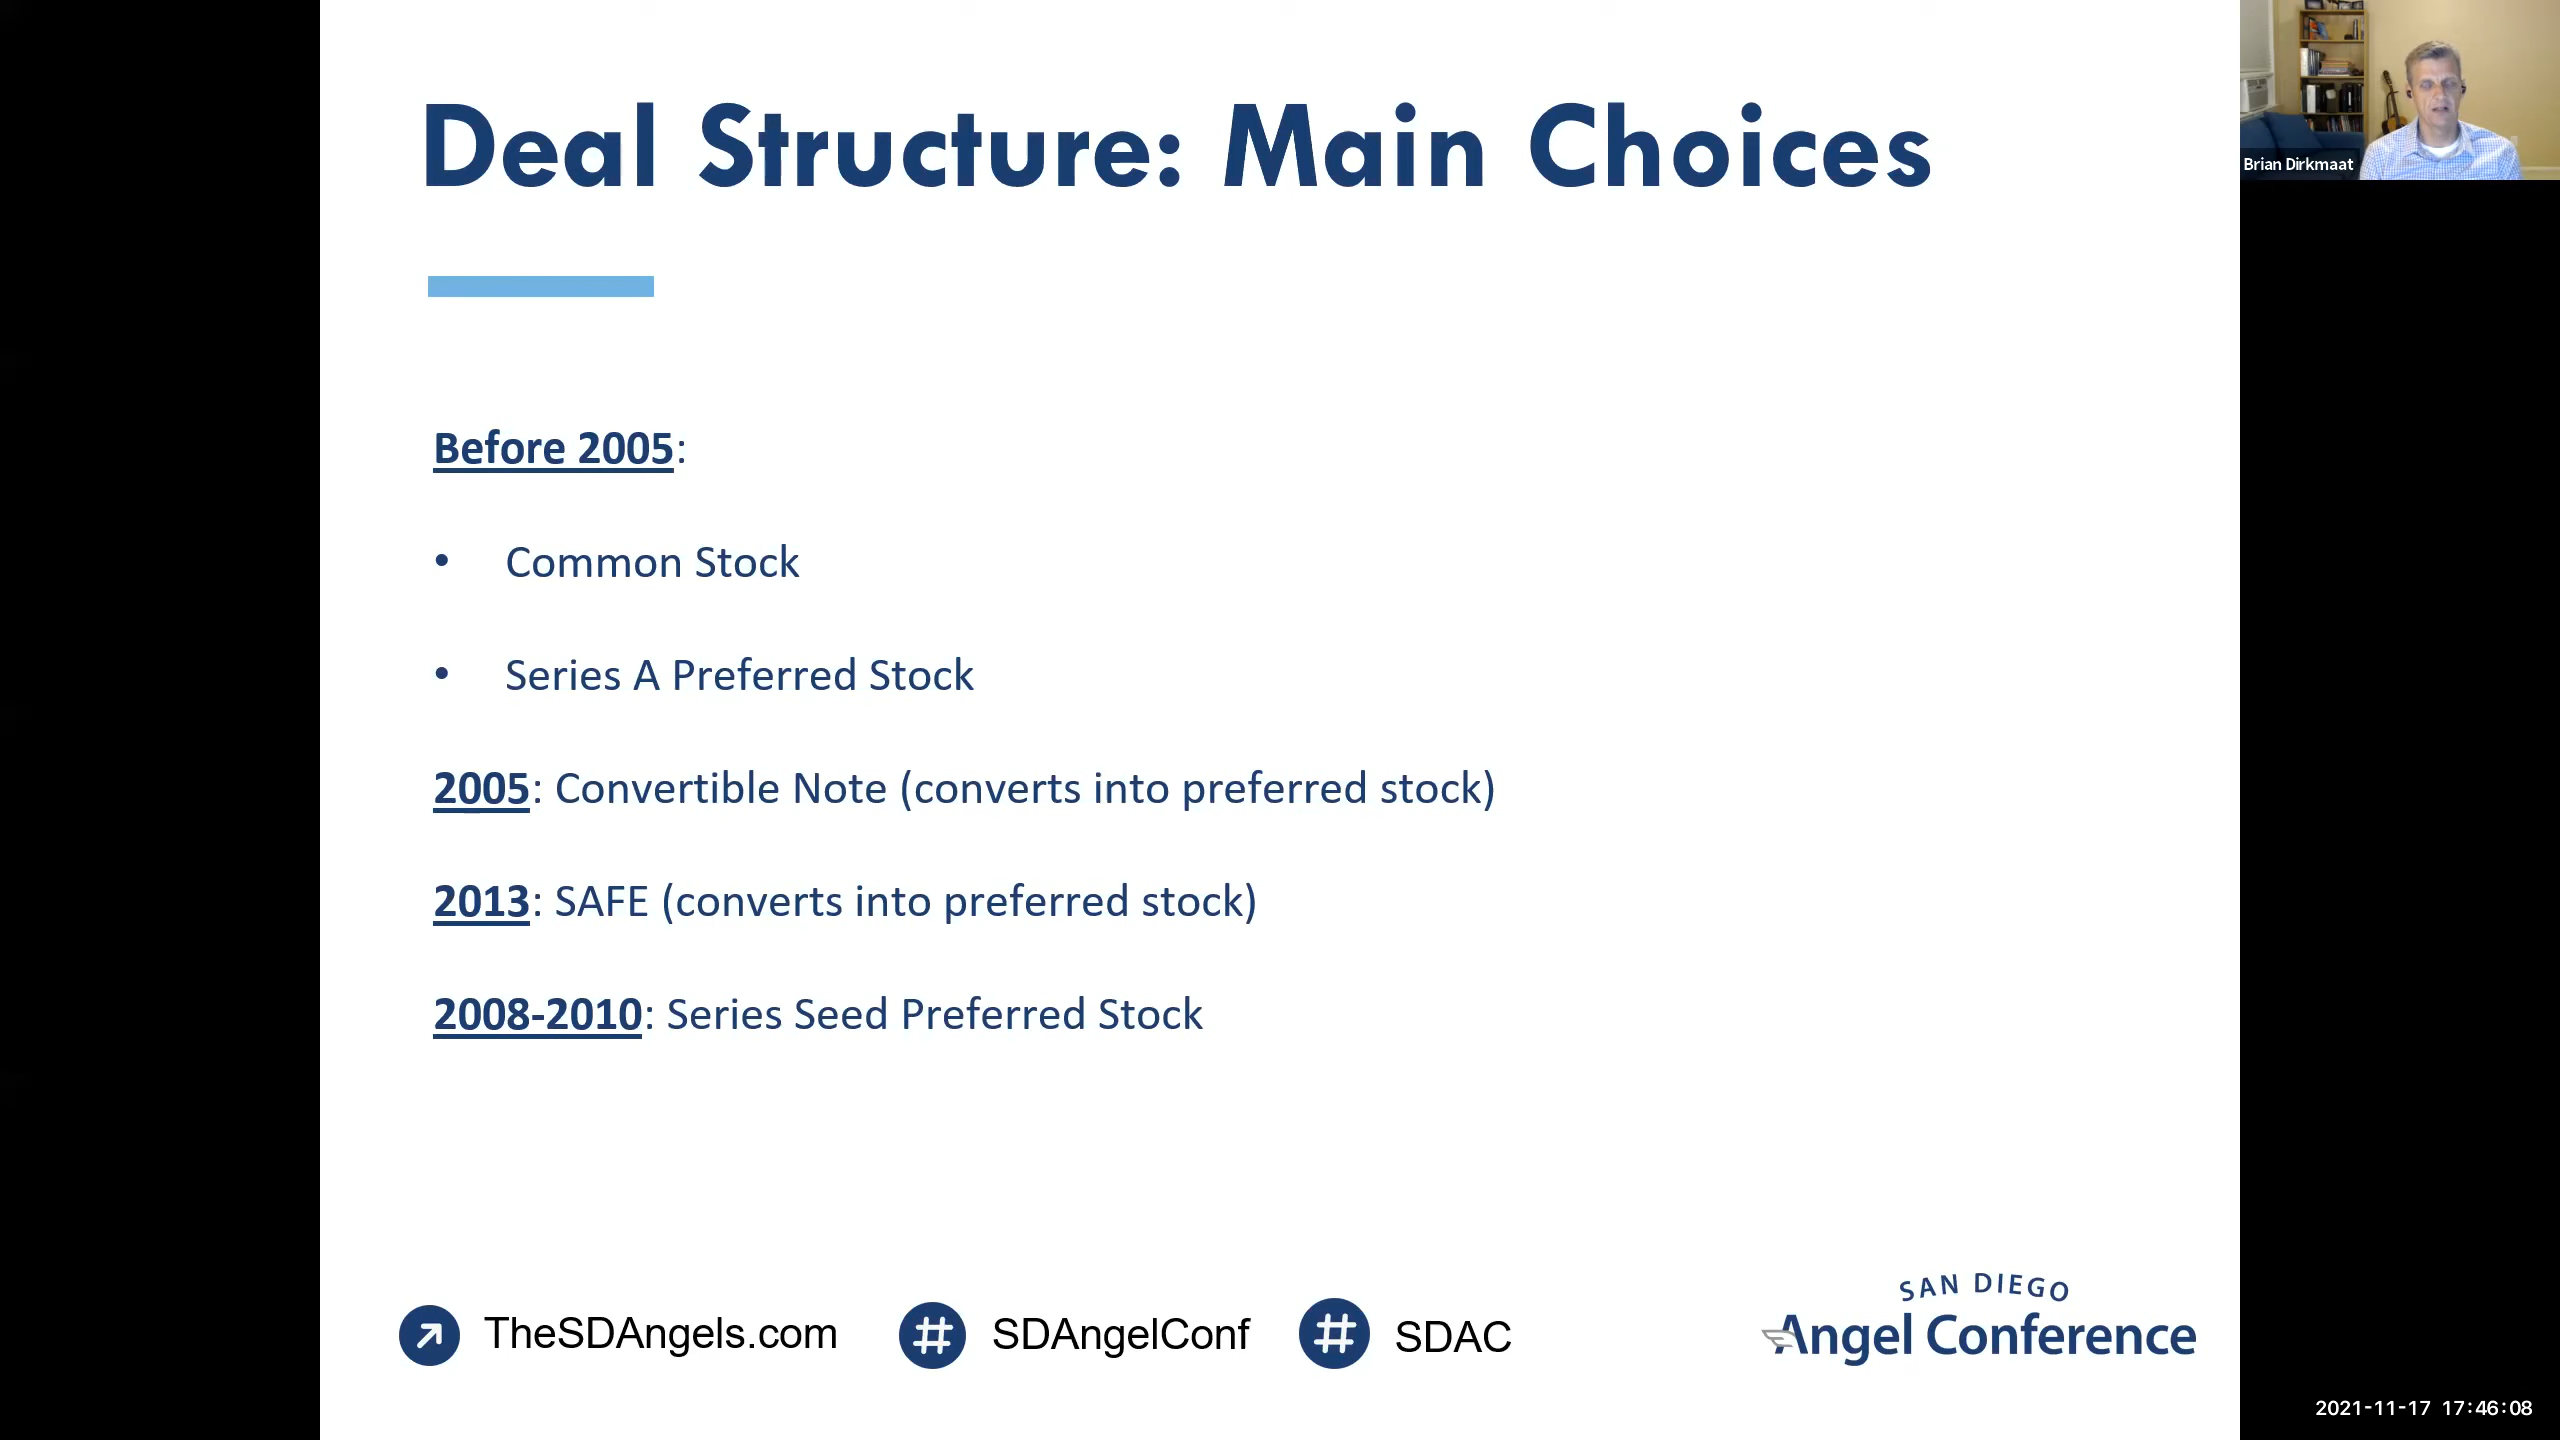 Deal Structure: Main Choices
Brian Dirkmaat
Before 2005:
• Common Stock
• Series A Preferred Stock
2005: Convertible Note (converts into preferred stock)
2013: SAFE (converts into preferred stock)
2008-2010: Series Seed Preferred Stock
TheSDAngels.com
# SDAngelConf
# SDAC
SAN DIEGO
Angel Conference
2021-11-17 17:46:08